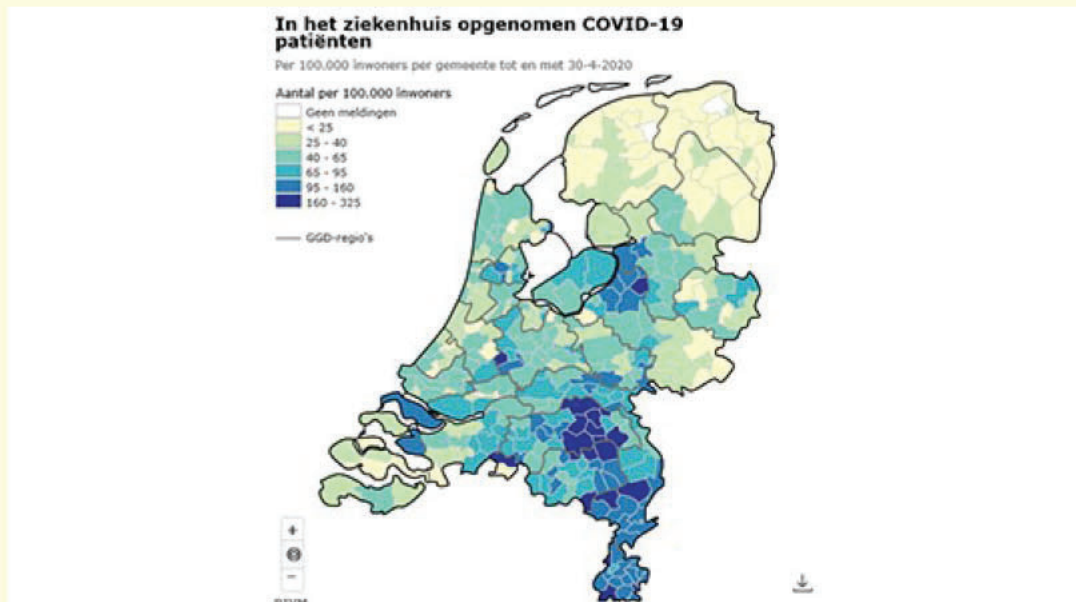 In het ziekenhuis opgenomen COVID-19
patiënten
Per 100.000 inwoners per gemeente tot en met 30-4-2020
Aantal per 100.000 inwoners
Geen meldingen
< 25
25 - 40
40 - 65
65 - 95
95 - 160
160 - 325
GGD-regio's
+
−